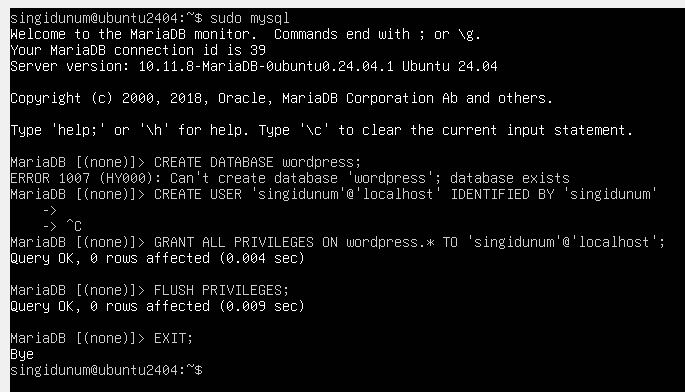 singidunum@ubuntu2404:~$ sudo mysql
Welcome to the MariaDB monitor.  Commands end with ; or \g.
Your MariaDB connection id is 39
Server version: 10.11.8-MariaDB-0ubuntu0.24.04.1 Ubuntu 24.04
Copyright (c) 2000, 2018, Oracle, MariaDB Corporation Ab and others.
Type 'help;' or '\h' for help. Type '\c' to clear the current input statement.
MariaDB [(none)]> CREATE DATABASE wordpress;
ERROR 1007 (HY000): Can't create database 'wordpress'; database exists
MariaDB [(none)]> CREATE USER 'singidunum'@'localhost' IDENTIFIED BY 'singidunum'
    ->
    -> ^C
MariaDB [(none)]> GRANT ALL PRIVILEGES ON wordpress.* TO 'singidunum'@'localhost';
Query OK, 0 rows affected (0.004 sec)
MariaDB [(none)]> FLUSH PRIVILEGES;
Query OK, 0 rows affected (0.009 sec)
MariaDB [(none)]> EXIT;
Bye
singidunum@ubuntu2404:~$